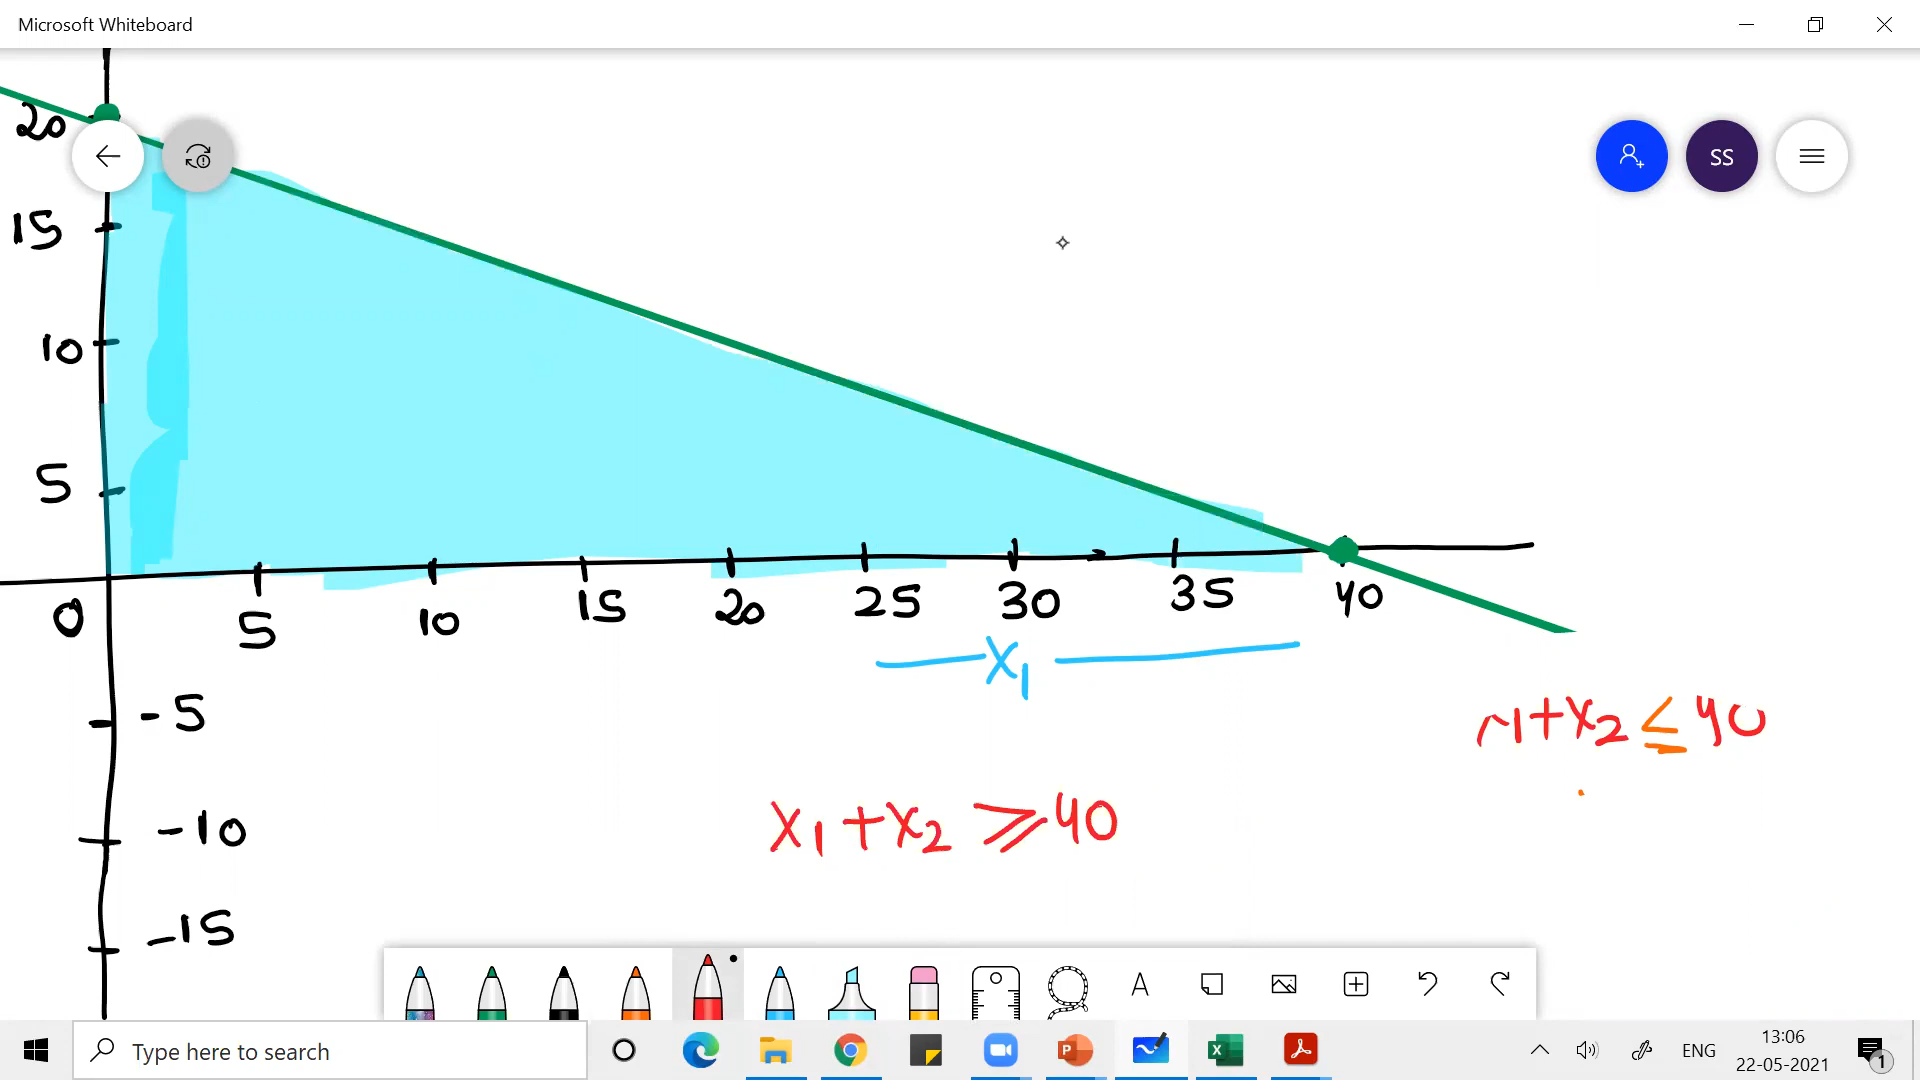 Microsoft Whiteboard
20
SS
15
10
5
0
5
10
15
20
25
30
35
40
X₁
-5
+X₂ ≤ 40
X₁+X₂ ≥ 40
-10
-15
A
Type here to search
ENG
13:06
22-05-2021
1